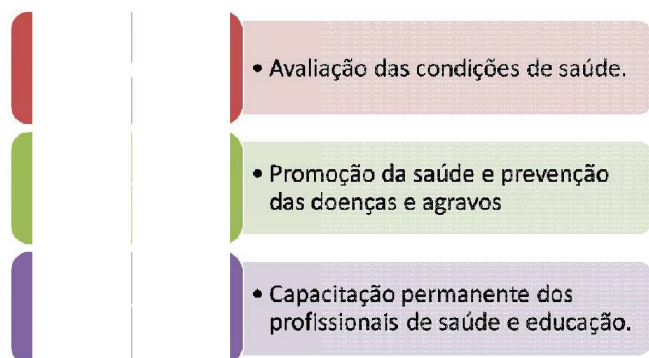 • Avaliação das condições de saúde.
• Promoção da saúde e prevenção
das doenças e agravos
• Capacitação permanente dos
profissionais de saúde e educação.